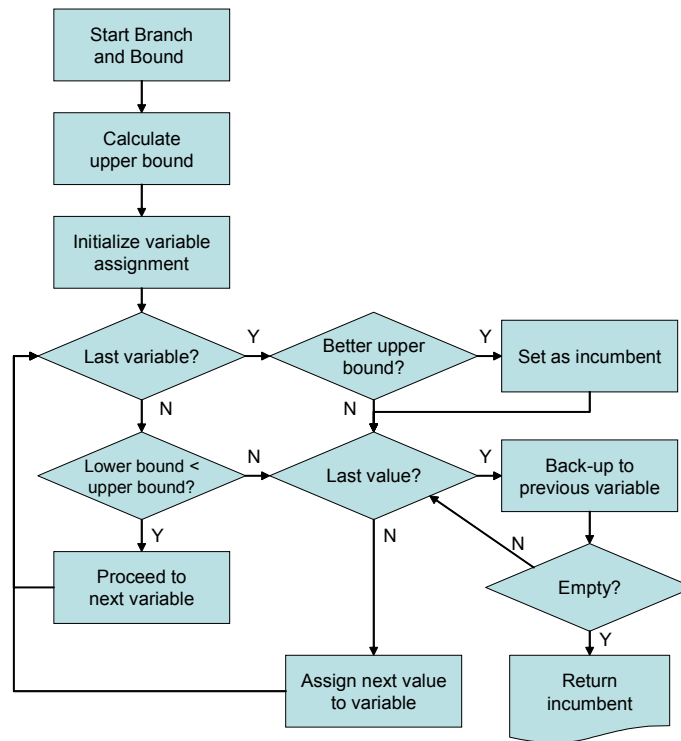 Start Branch
and Bound
Calculate
upper bound
Initialize variable
assignment
Last variable?
Y
Better upper
bound?
Y
Set as incumbent
N
N
Lower bound <
upper bound?
N
Last value?
Y
Back-up to
previous variable
Y
N
N
Proceed to
next variable
Empty?
Y
Assign next value
to variable
Return
incumbent